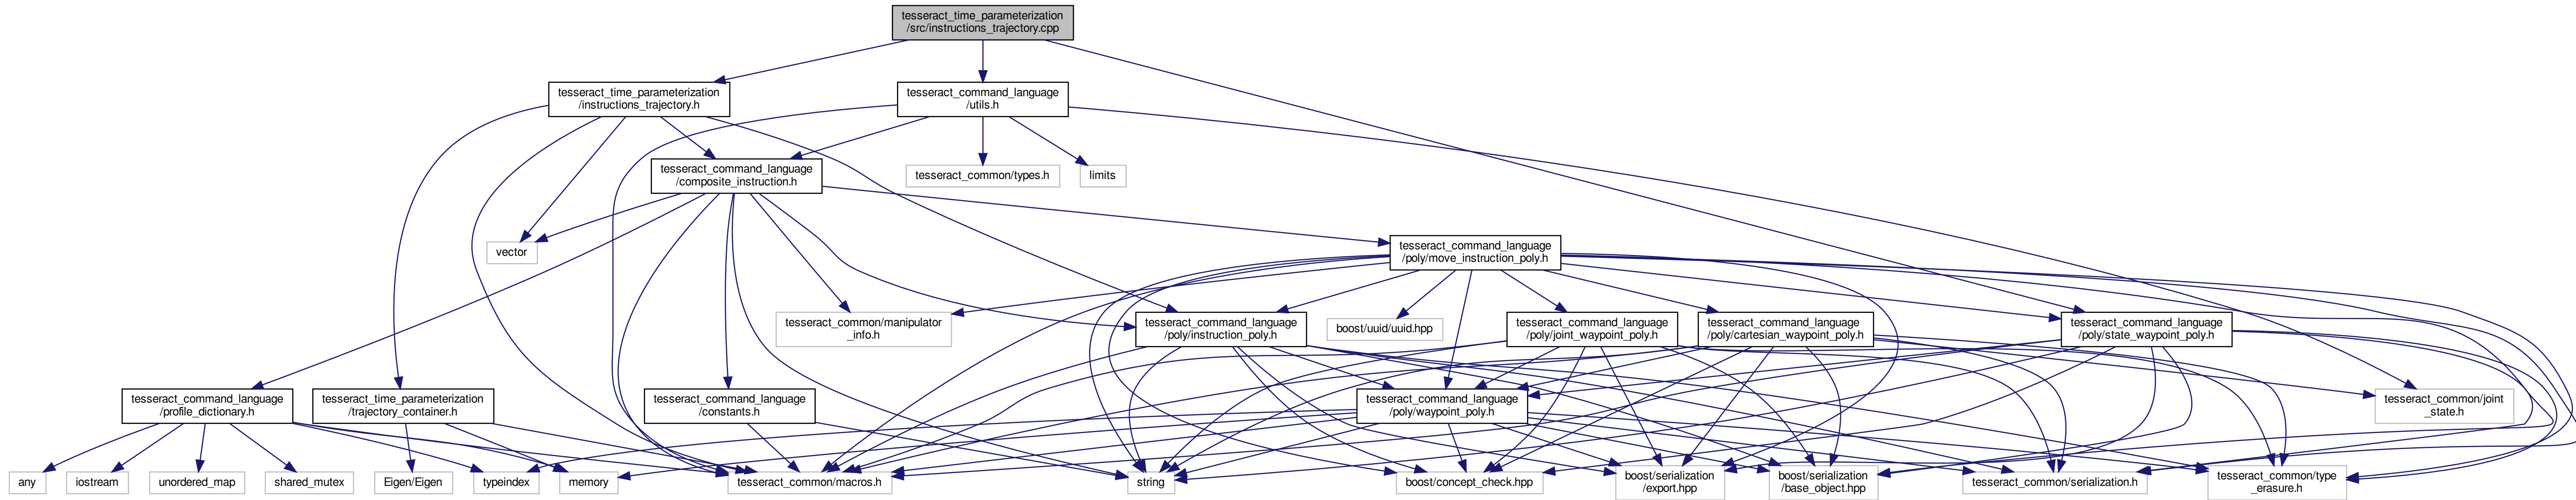 tesseract_time_parameterization
/src/instructions_trajectory.cpp
tesseract_time_parameterization
/instructions_trajectory.h
tesseract_command_language
/utils.h
tesseract_command_language
/composite_instruction.h
tesseract_common/types.h
limits
vector
tesseract_command_language
/poly/move_instruction_poly.h
tesseract_common/manipulator
_info.h
tesseract_command_language
/poly/instruction_poly.h
boost/uuid/uuid.hpp
tesseract_command_language
/poly/joint_waypoint_poly.h
tesseract_command_language
/poly/cartesian_waypoint_poly.h
tesseract_command_language
/poly/state_waypoint_poly.h
tesseract_command_language
/profile_dictionary.h
tesseract_time_parameterization
/trajectory_container.h
tesseract_command_language
/constants.h
tesseract_command_language
/poly/waypoint_poly.h
tesseract_common/joint
_state.h
any
iostream
unordered_map
shared_mutex
Eigen/Eigen
typeindex
memory
tesseract_common/macros.h
string
boost/concept_check.hpp
boost/serialization
/export.hpp
boost/serialization
/base_object.hpp
tesseract_common/serialization.h
tesseract_common/type
_erasure.h